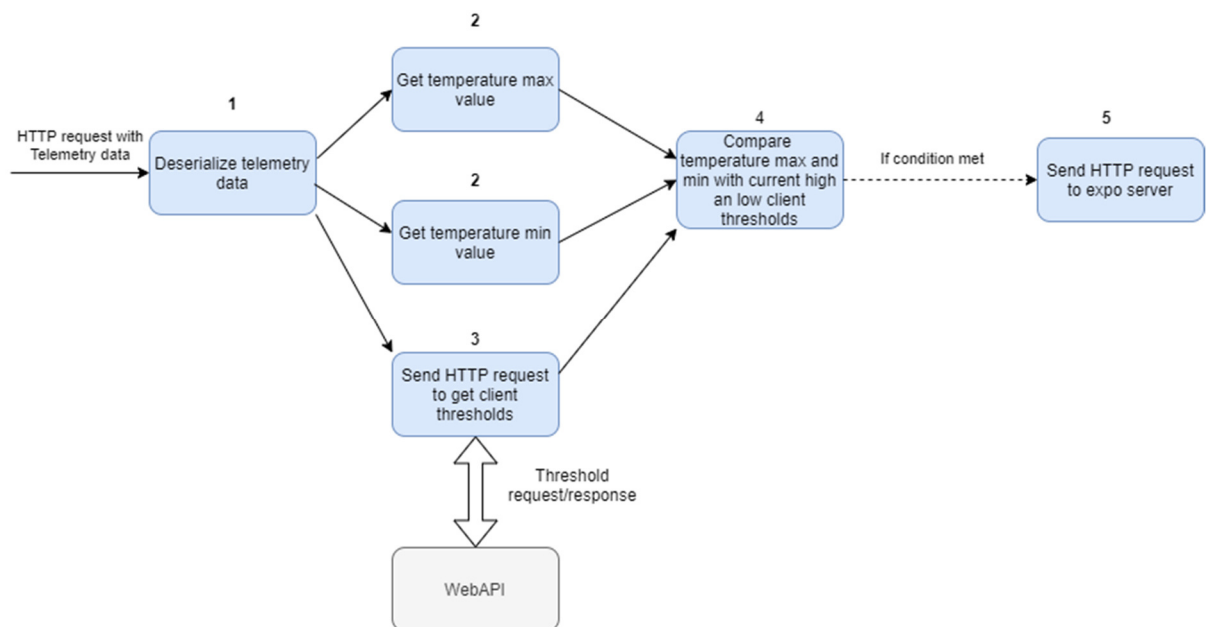 2
Get temperature max
value
1
HTTP request with
Telemetry data
Deserialize telemetry
data
2
Get temperature min
value
4
Compare
temperature max and
min with current high
an low client
thresholds
If condition met
5
Send HTTP request
to expo server
3
Send HTTP request
to get client
thresholds
Threshold
request/response
WebAPI